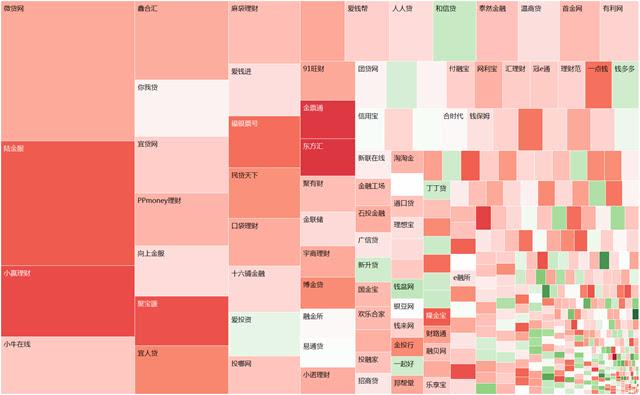 微贷网
陆金服
小赢理财
小牛在线
鑫合汇
你我贷
宜贷网
PPmoney理财
向上金服
聚宝匯
宜人贷
麻袋理财
爱钱进
银银票号
民贷天下
口袋理财
十六铺金融
爱投资
投哪网
91旺财
金票通
东方汇
聚有财
金联储
宇商理财
博金贷
融金所
易通贷
小诺理财
爱钱帮
人人贷
和信贷
泰然金融
温商贷
首金网
有利网
团贷网
付融宝
网利宝
汇理财
冠e通
理财范
一点钱
钱多多
信用宝
合时代
钱保姆
新联在线
金融工场
石投金融
广信贷
新升贷
国金宝
欢乐合家
投融家
招商贷
淘淘金
通口贷
理想宝
钱盆网
银豆网
钱来网
金投行
一起好
邦帮堂
丁丁贷
隆金宝
财路通
融贝网
乐享宝
e融所